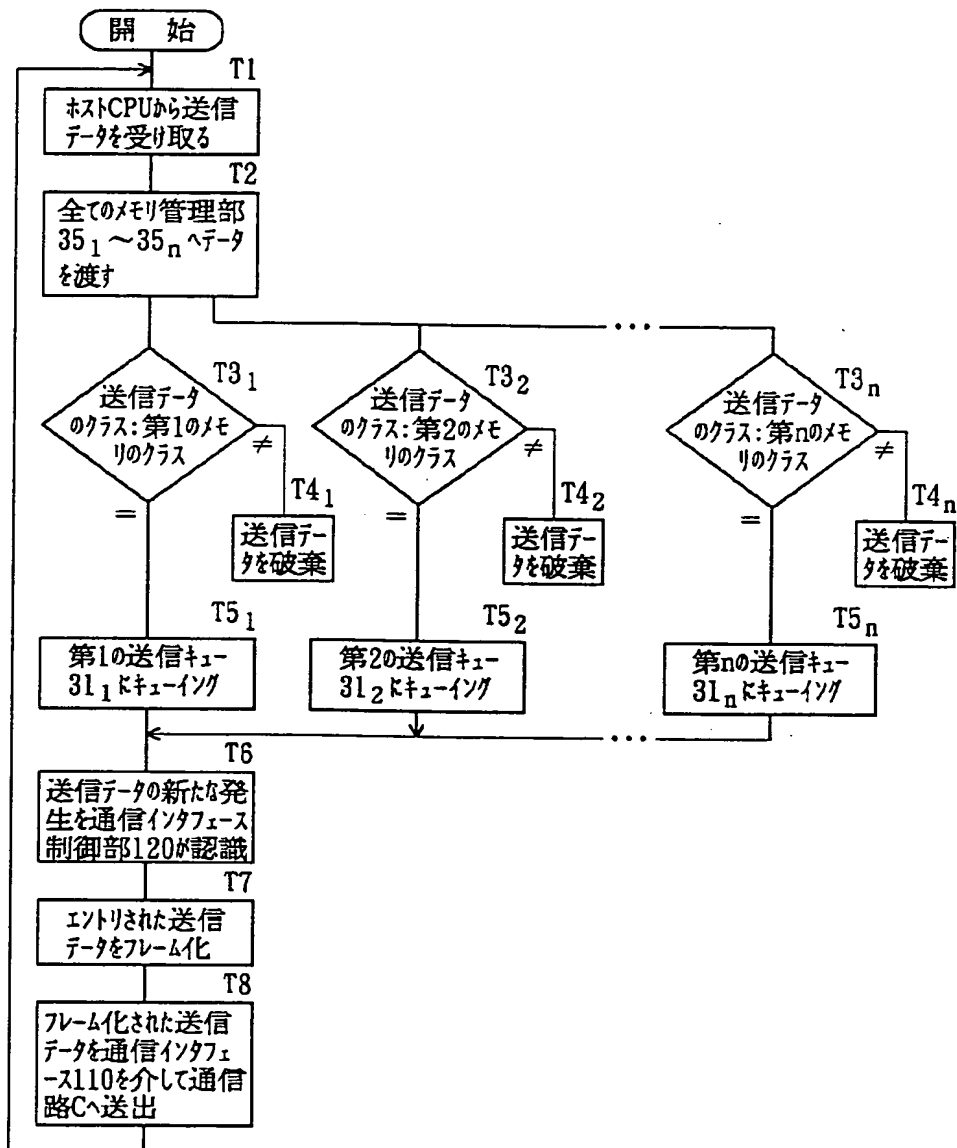 開 始
T1
ホストCPUから送信
データを受け取る
T2
全てのメモリ管理部
35₁～35ₙへデータ
を渡す
...
T3₁
送信データ
のクラス:第1のメモ
リのクラス
≠
=
T3₂
送信データ
のクラス:第2のメモ
リのクラス
≠
=
T3ₙ
送信データ
のクラス:第nのメモ
リのクラス
≠
=
T4₁
送信デー
タを破棄
T4₂
送信デー
タを破棄
T4ₙ
送信デー
タを破棄
T5₁
第1の送信キュー
31₁にキューイング
T5₂
第2の送信キュー
31₂にキューイング
T5ₙ
第nの送信キュー
31ₙにキューイング
...
T6
送信データの新たな発
生を通信インタフェース
制御部120が認識
T7
エントリされた送信
データをフレーム化
T8
フレーム化された送信
データを通信インタフェ
ース110を介して通信
路Cへ送出